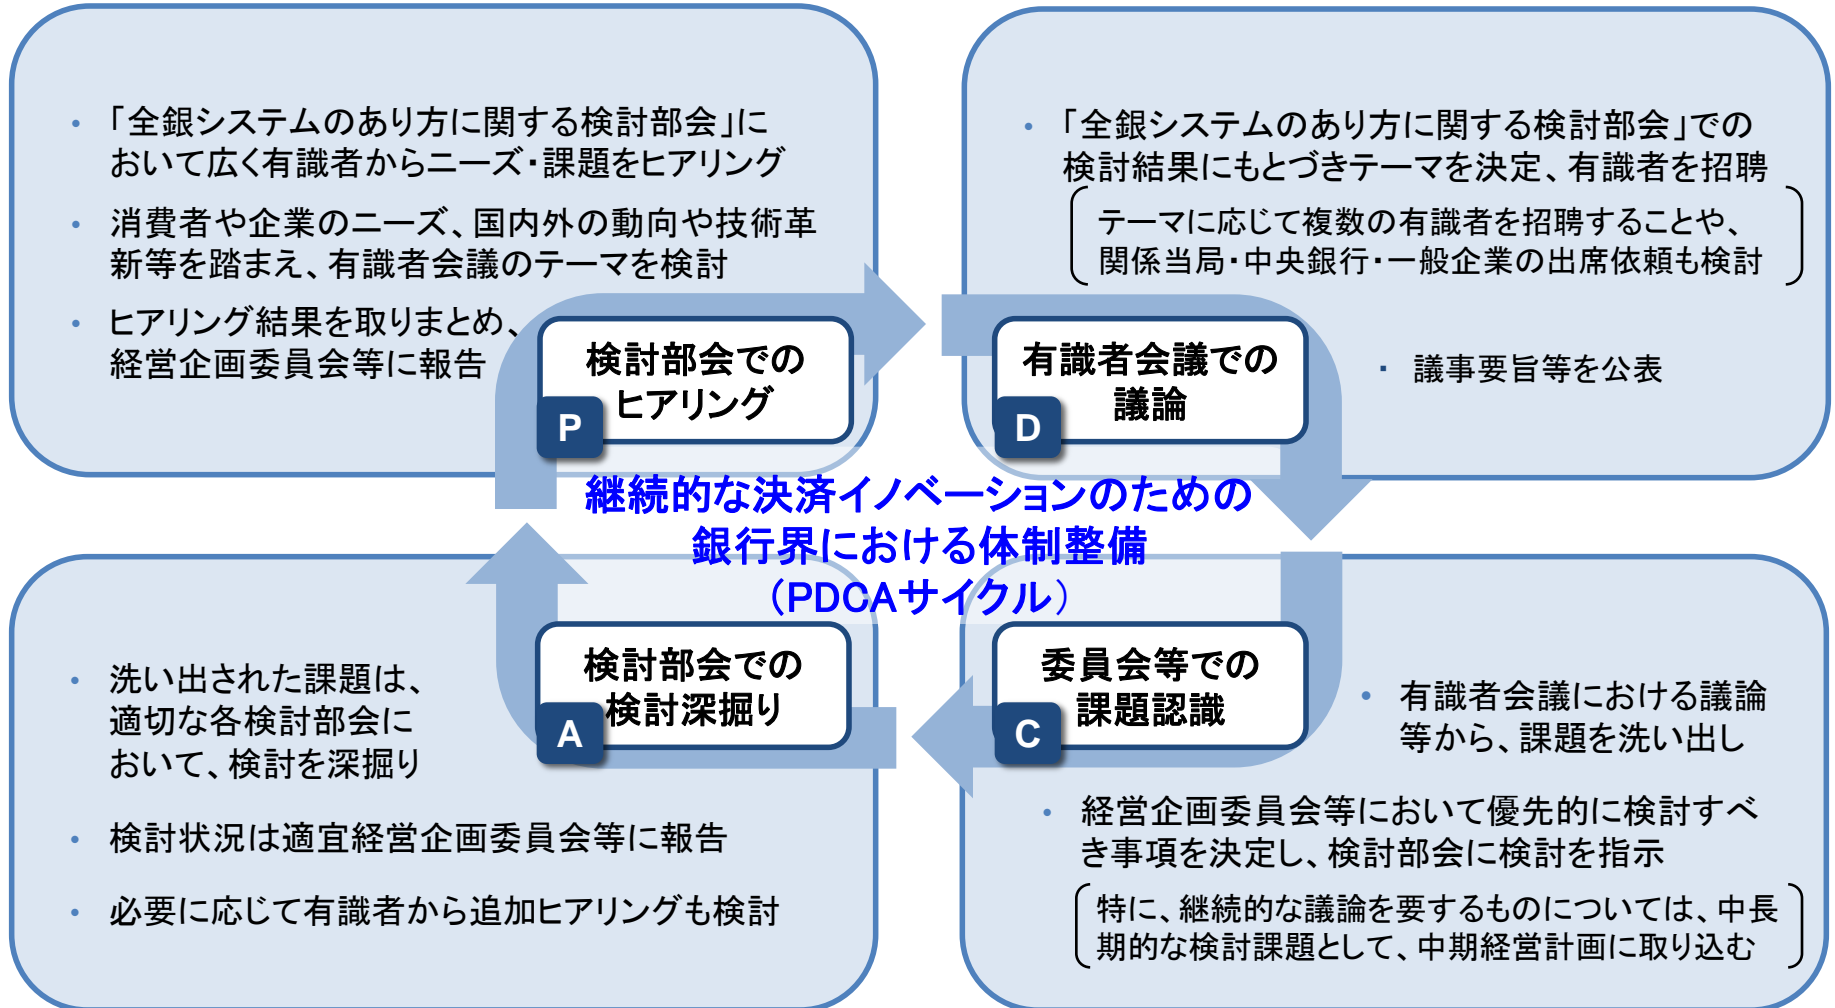 ・「全銀システムのあり方に関する検討部会」に
おいて広く有識者からニーズ・課題をヒアリング
・消費者や企業のニーズ、国内外の動向や技術革
新等を踏まえ、有識者会議のテーマを検討
・ヒアリング結果を取りまとめ、
経営企画委員会等に報告
検討部会での
ヒアリング
P
・「全銀システムのあり方に関する検討部会」での
検討結果にもとづきテーマを決定、有識者を招聘
テーマに応じて複数の有識者を招聘することや、
関係当局・中央銀行・一般企業の出席依頼も検討
有識者会議での
議論
D
・議事要旨等を公表
継続的な決済イノベーションのための
銀行界における体制整備
（PDCAサイクル）
検討部会での
検討深掘り
A
・洗い出された課題は、
適切な各検討部会に
おいて、検討を深掘り
・検討状況は適宜経営企画委員会等に報告
・必要に応じて有識者から追加ヒアリングも検討
委員会等での
課題認識
C
・有識者会議における議論
等から、課題を洗い出し
・経営企画委員会等において優先的に検討すべ
き事項を決定し、検討部会に検討を指示
特に、継続的な議論を要するものについては、中長
期的な検討課題として、中期経営計画に取り込む